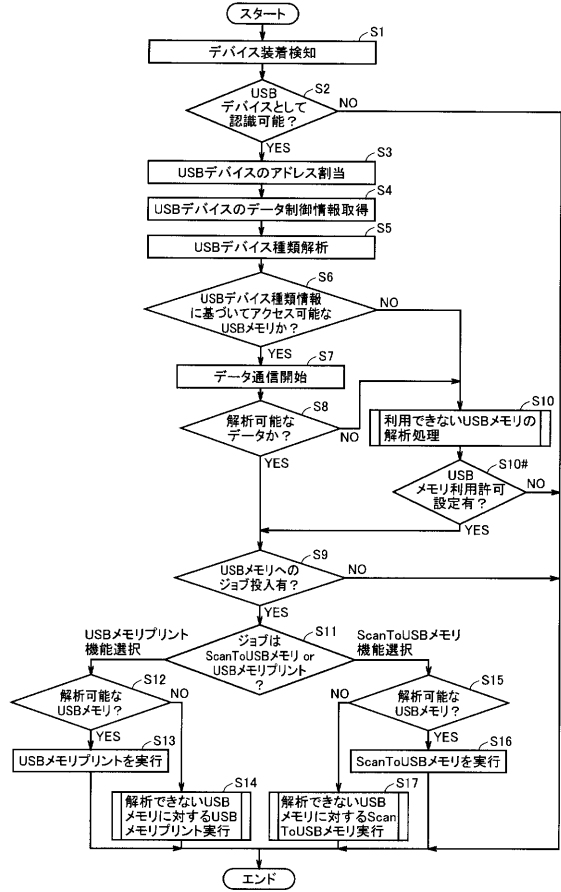 スタート
S1
デバイス装着検知
S2
USB
デバイスとして
認識可能?
NO
YES
S3
USBデバイスのアドレス割当
S4
USBデバイスのデータ制御情報取得
S5
USBデバイス種類解析
S6
USBデバイス種類情報
に基づいてアクセス可能な
USBメモリか?
NO
YES
S7
データ通信開始
S8
解析可能な
データか?
NO
YES
S10
利用できないUSBメモリの
解析処理
S10#
USB
メモリ利用許可
設定有?
NO
YES
S9
USBメモリへの
ジョブ投入有?
NO
YES
S11
ジョブは
ScanToUSBメモリ or
USBメモリプリント
?
USBメモリプリント
機能選択
ScanToUSBメモリ
機能選択
S12
解析可能な
USBメモリ?
NO
YES
S13
USBメモリプリントを実行
S14
解析できないUSB
メモリに対するUSB
メモリプリント実行
S15
解析可能な
USBメモリ?
NO
YES
S16
ScanToUSBメモリを実行
S17
解析できないUSB
メモリに対するScan
ToUSBメモリ実行
エンド